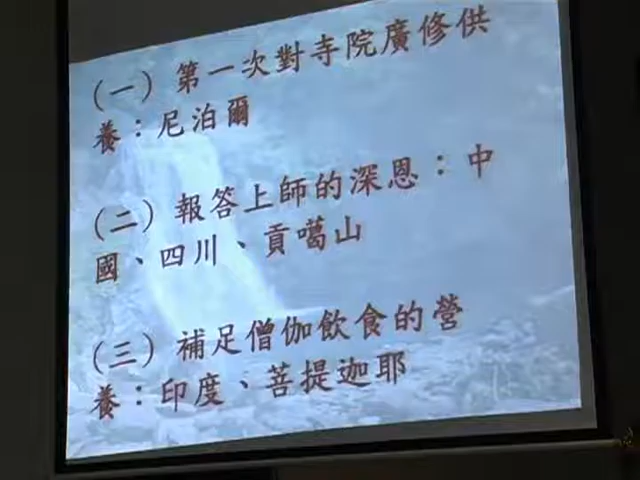 (一) 第一次對寺院廣修供
養：尼泊爾
(二) 報答上師的深恩：中
國、四川、貢噶山
(三) 補足僧伽飲食的營
養：印度、菩提迦耶